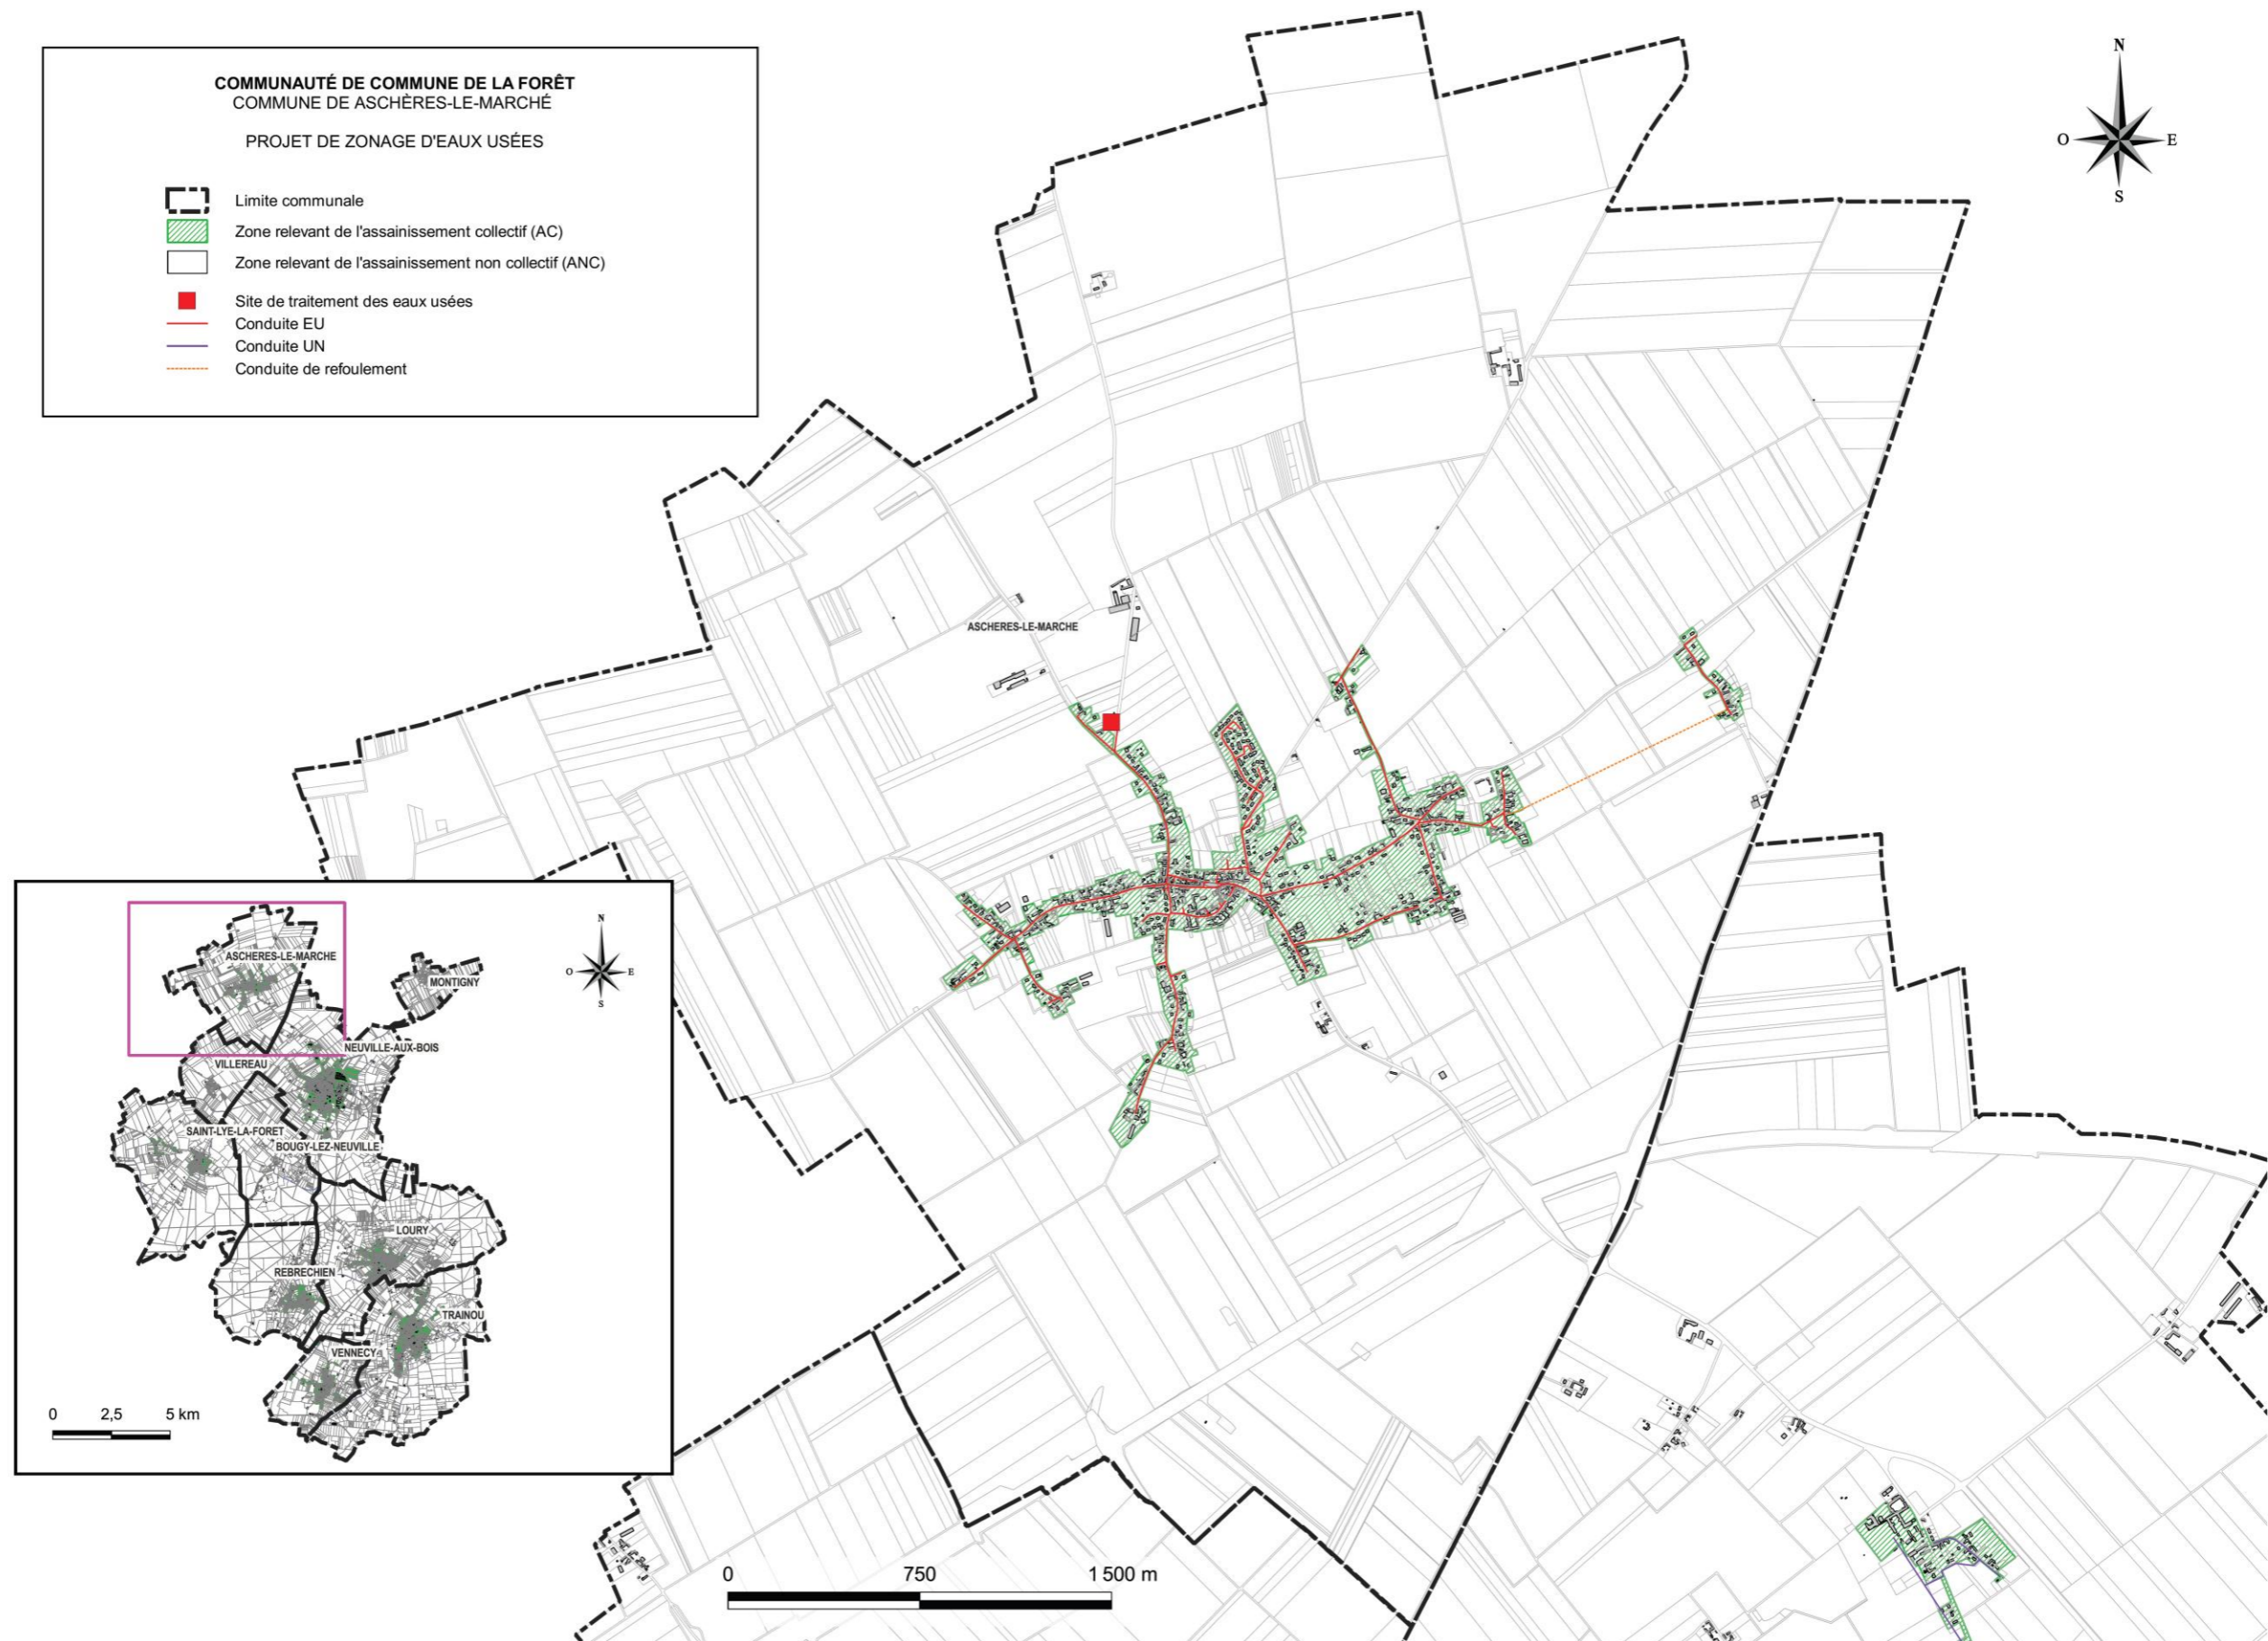 COMMUNAUTÉ DE COMMUNE DE LA FORÊT
COMMUNE DE ASCHÈRES-LE-MARCHÉ
PROJET DE ZONAGE D'EAUX USÉES
Limite communale
Zone relevant de l'assainissement collectif (AC)
Zone relevant de l'assainissement non collectif (ANC)
Site de traitement des eaux usées
Conduite EU
Conduite UN
Conduite de refoulement
N
O E
S
ASCHERES-LE-MARCHE
N
O E
S
ASCHERES-LE-MARCHE
MONTIGNY
NEUVILLE-AUX-BOIS
VILLEREAU
SAINT-LYE-LA-FORET
BOUGY-LEZ-NEUVILLE
LOURY
REBRECHIEN
TRAINOU
VENNECY
0 2,5 5 km
0 750 1 500 m